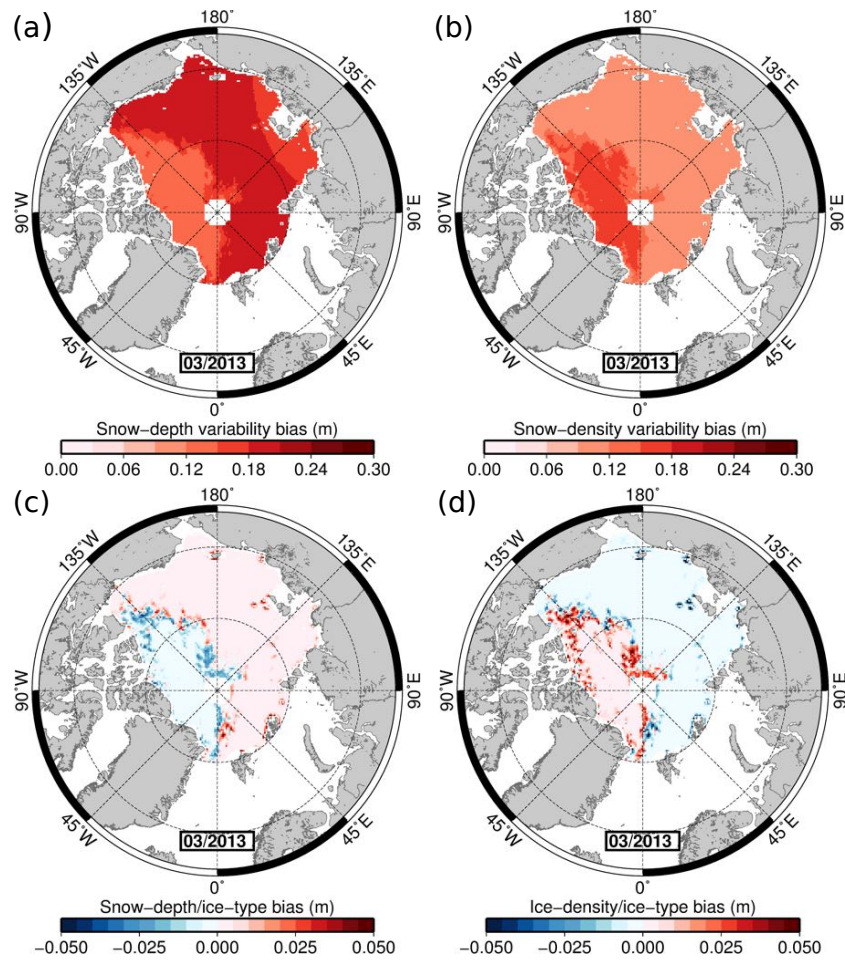 (a)
180˚
135˚W
135˚E
90˚W
90˚E
45˚W
45˚E
03/2013
0˚
Snow−depth variability bias (m)
0.00 0.06 0.12 0.18 0.24 0.30
(b)
180˚
135˚W
135˚E
90˚W
90˚E
45˚W
45˚E
03/2013
0˚
Snow−density variability bias (m)
0.00 0.06 0.12 0.18 0.24 0.30
(c)
180˚
135˚W
135˚E
90˚W
90˚E
45˚W
45˚E
03/2013
0˚
Snow−depth/ice−type bias (m)
−0.050 −0.025 0.000 0.025 0.050
(d)
180˚
135˚W
135˚E
90˚W
90˚E
45˚W
45˚E
03/2013
0˚
Ice−density/ice−type bias (m)
−0.050 −0.025 0.000 0.025 0.050